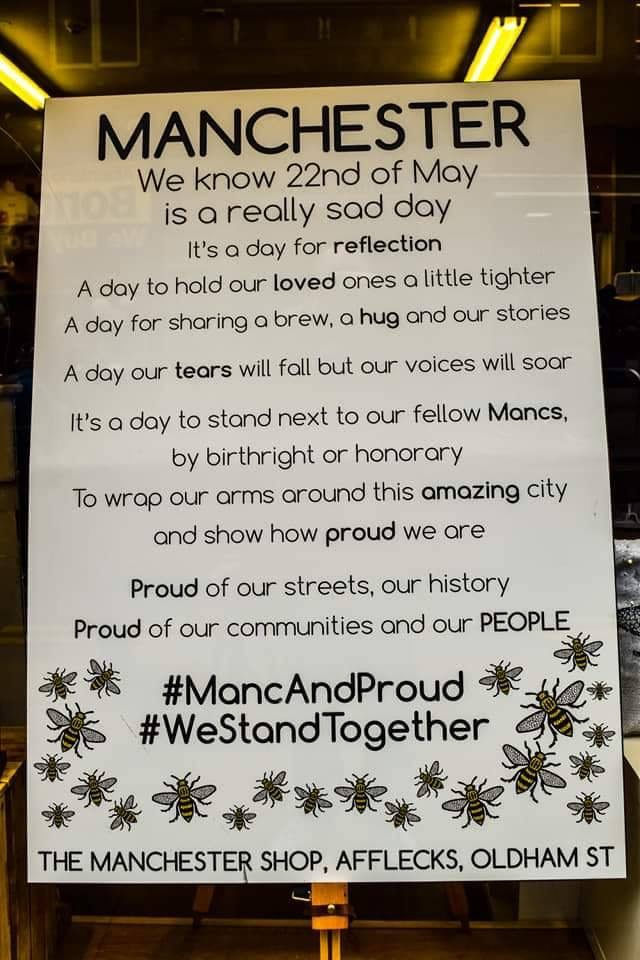 MANCHESTER
We know 22nd of May
is a really sad day
It's a day for reflection
A day to hold our loved ones a little tighter
A day for sharing a brew, a hug and our stories
A day our tears will fall but our voices will soar
It's a day to stand next to our fellow Mancs,
by birthright or honorary
To wrap our arms around this amazing city
and show how proud we are
Proud of our streets, our history
Proud of our communities and our PEOPLE
#MancAndProud
#WeStandTogether
THE MANCHESTER SHOP, AFFLECKS, OLDHAM ST